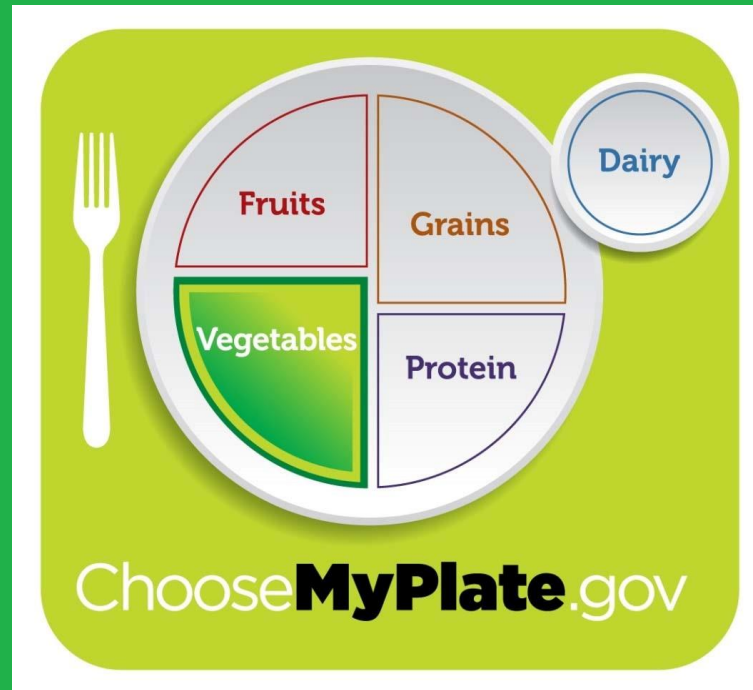 Dairy
Fruits
Grains
Vegetables
Protein
ChooseMyPlate.gov